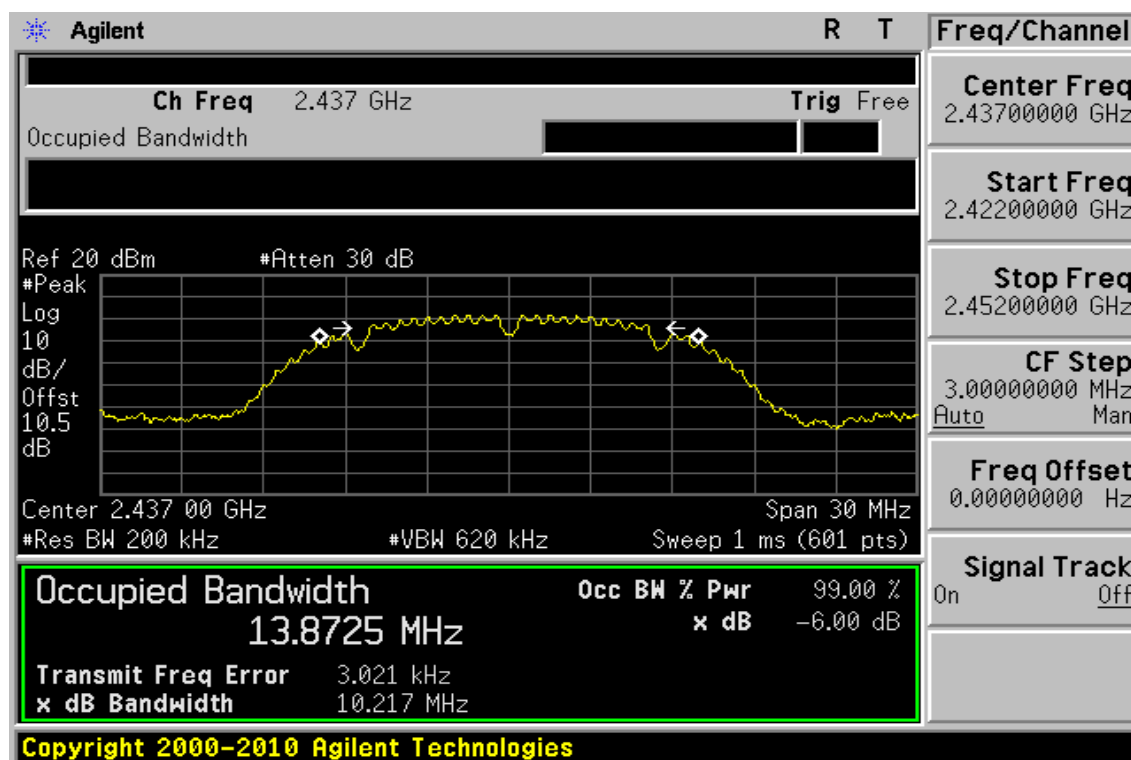 Agilent R T
Freq/Channel
Ch Freq 2.437 GHz Trig Free
Occupied Bandwidth
Center Freq
2.43700000 GHz
Start Freq
2.42200000 GHz
Stop Freq
2.45200000 GHz
CF Step
3.00000000 MHz
Auto Man
Freq Offset
0.00000000 Hz
Signal Track
On Off
Ref 20 dBm #Atten 30 dB
#Peak
Log
10
dB/
Offst
10.5
dB
Center 2.437 00 GHz Span 30 MHz
#Res BW 200 kHz #VBW 620 kHz Sweep 1 ms (601 pts)
Occupied Bandwidth Occ BW % Pwr 99.00 %
13.8725 MHz x dB -6.00 dB
Transmit Freq Error 3.021 kHz
x dB Bandwidth 10.217 MHz
Copyright 2000-2010 Agilent Technologies